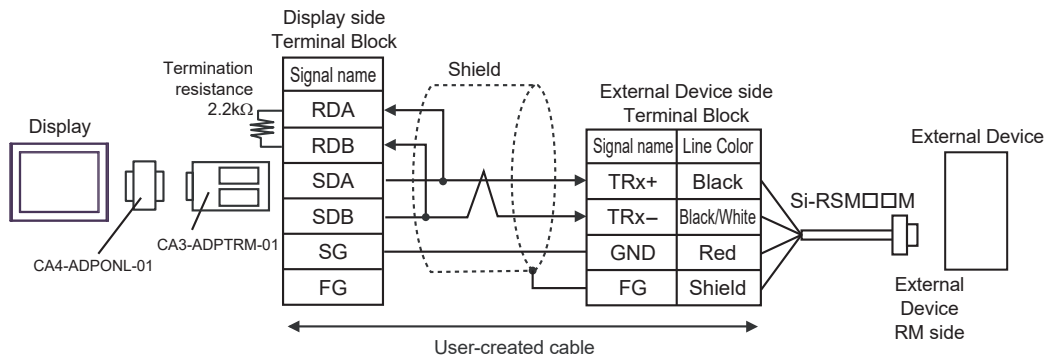 Display side
Terminal Block
Termination
resistance
2.2kΩ
Shield
External Device side
Terminal Block
Display
External Device
Signal name
RDA
RDB
SDA
SDB
SG
FG
Signal name Line Color
TRx+ Black
TRx– Black/White
GND Red
FG Shield
Si-RSM□□M
CA4-ADPONL-01
CA3-ADPTRM-01
External
Device
RM side
User-created cable